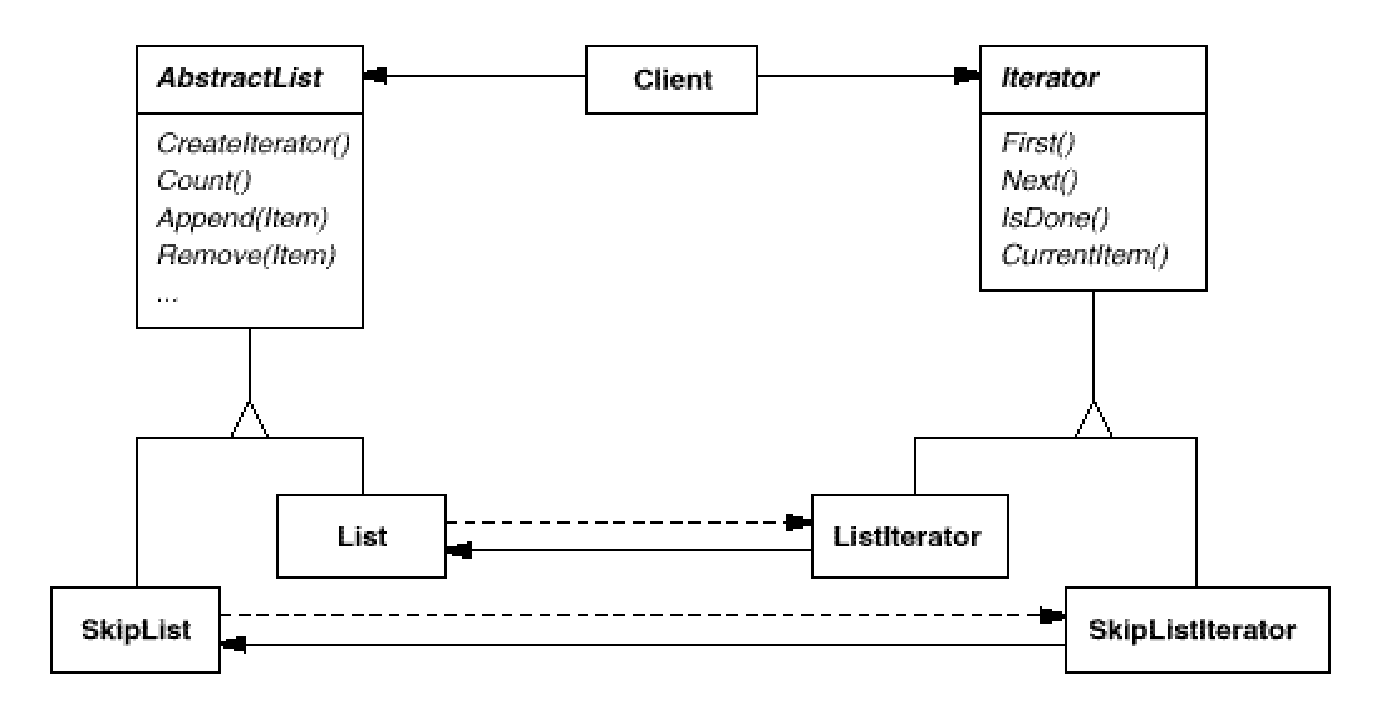 AbstractList
CreateIterator()
Count()
Append(Item)
Remove(Item)
...
Client
Iterator
First()
Next()
IsDone()
CurrentItem()
List
ListIterator
SkipList
SkipListIterator